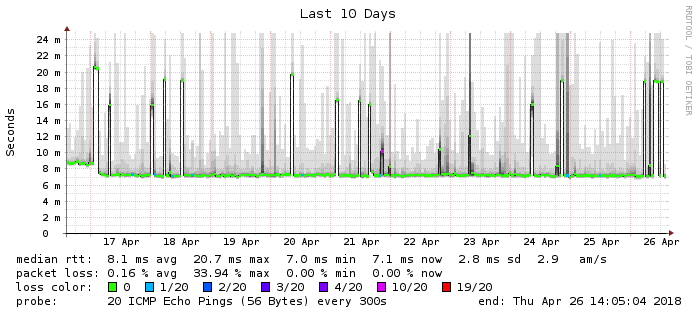 Last 10 Days
RRDTOOL / TOBI OETIKER
Seconds
24 m
22 m
20 m
18 m
16 m
14 m
12 m
10 m
8 m
6 m
4 m
2 m
0
17 Apr 18 Apr 19 Apr 20 Apr 21 Apr 22 Apr 23 Apr 24 Apr 25 Apr 26 Apr
median rtt: 8.1 ms avg 20.7 ms max 7.0 ms min 7.1 ms now 2.8 ms sd 2.9 am/s
packet loss: 0.16 % avg 33.94 % max 0.00 % min 0.00 % now
loss color: 0 1/20 2/20 3/20 4/20 10/20 19/20
probe: 20 ICMP Echo Pings (56 Bytes) every 300s end: Thu Apr 26 14:05:04 2018